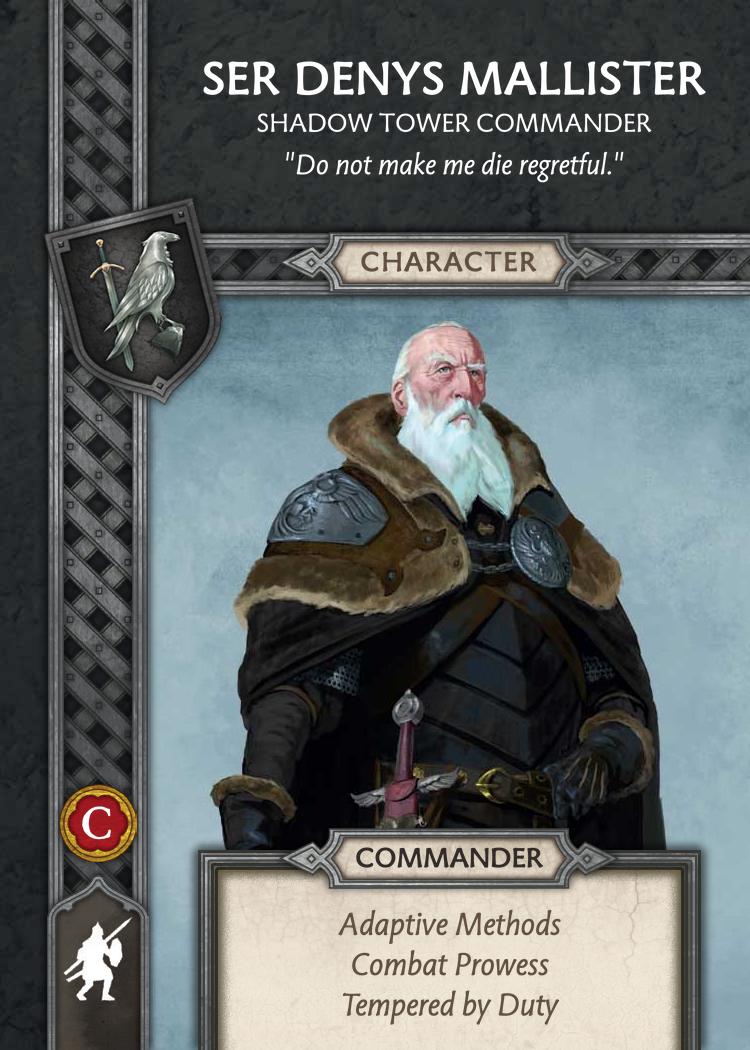 SER DENYS MALLISTER
SHADOW TOWER COMMANDER
"Do not make me die regretful."
CHARACTER
C
COMMANDER
Adaptive Methods
Combat Prowess
Tempered by Duty